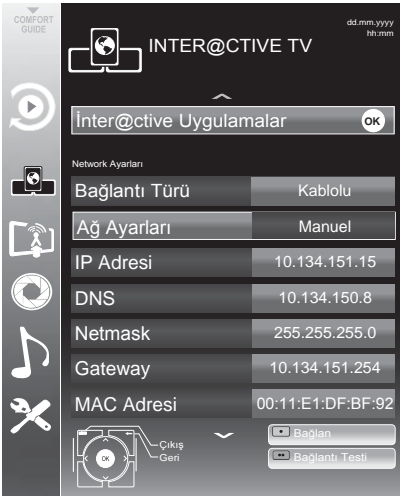 COMFORT
GUIDE
dd.mm.yyyy
hh:mm
INTER@CTIVE TV
İnter@ctive Uygulamalar OK
Network Ayarları
Bağlantı Türü Kablolu
Ağ Ayarları Manuel
IP Adresi 10.134.151.15
DNS 10.134.150.8
Netmask 255.255.255.0
Gateway 10.134.151.254
MAC Adresi 00:11:E1:DF:BF:92
OK
Çıkış
Geri
Bağlan
Bağlantı Testi